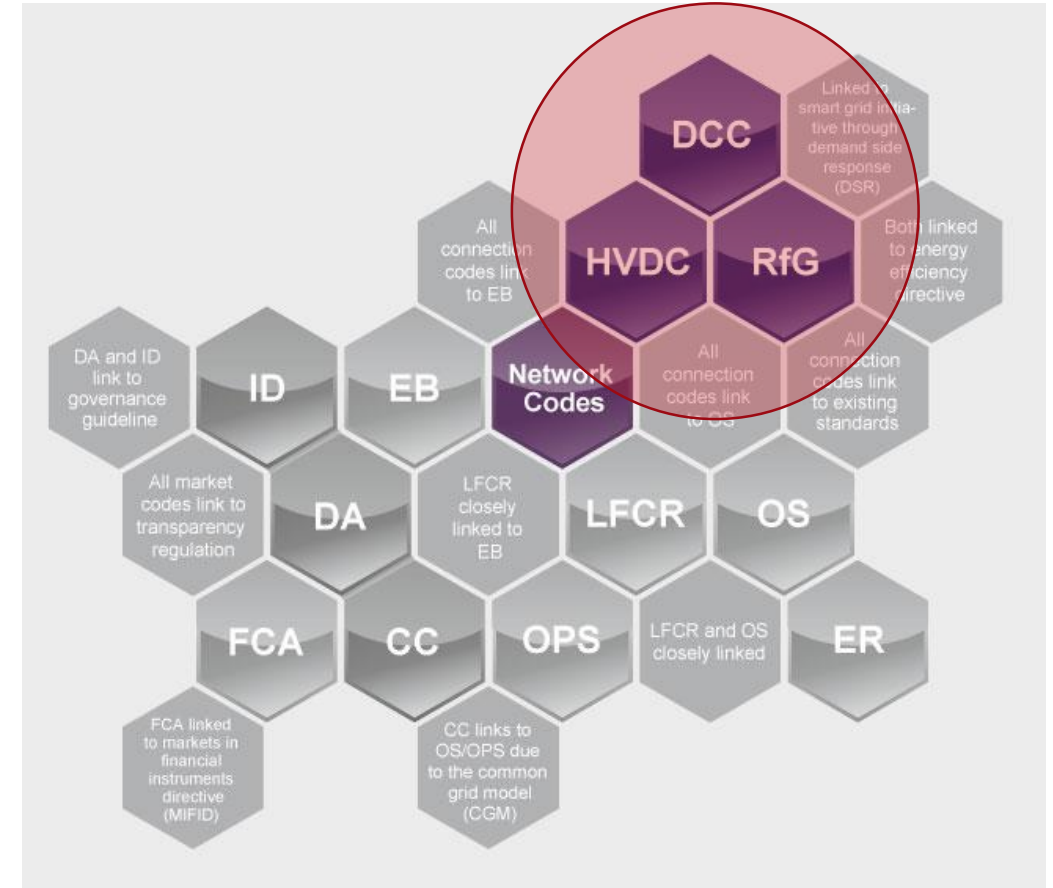 DCC
Linked to
smart grid initia-
tive through
demand side
response
(DSR)
All
connection
codes link
to EB
HVDC
RfG
Both linked
to energy
efficiency
directive
DA and ID
link to
governance
guideline
ID
EB
Network
Codes
All
connection
codes link
to OS
All
connection
codes link
to existing
standards
All market
codes link to
transparency
regulation
DA
LFCR
closely
linked to
EB
LFCR
OS
FCA
CC
OPS
LFCR and OS
closely linked
ER
FCA linked
to markets in
financial
instruments
directive
(MIFID)
CC links to
OS/OPS due
to the common
grid model
(CGM)